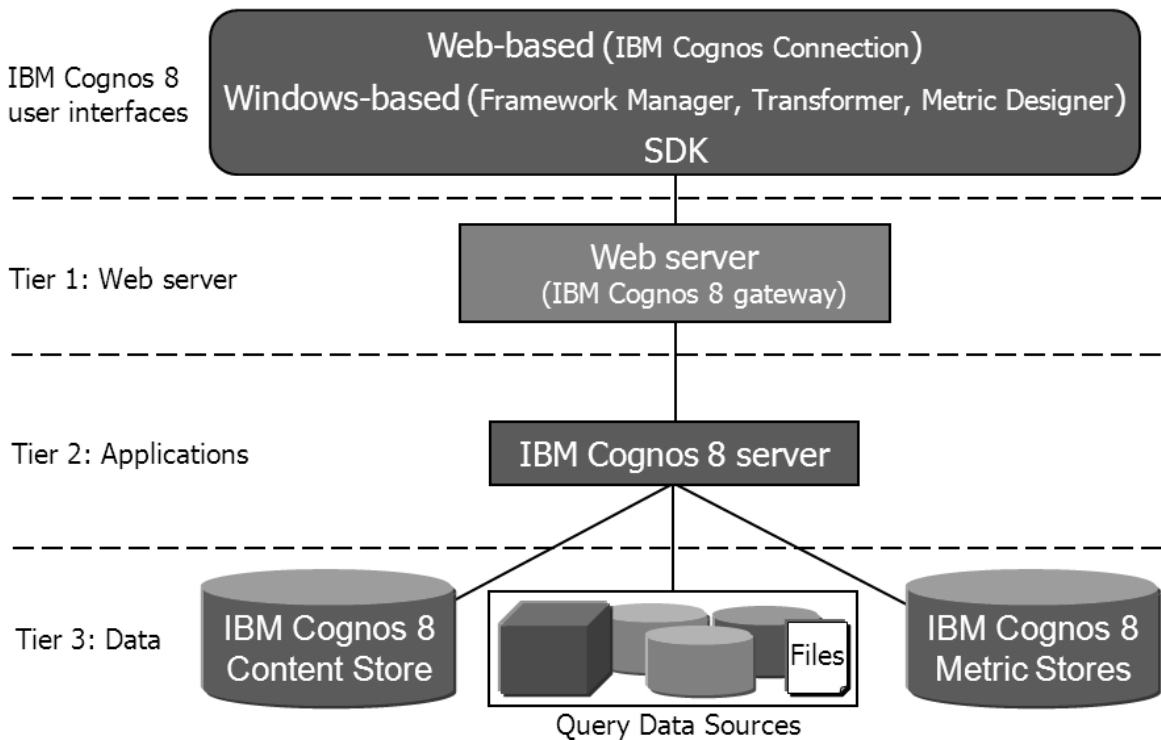 Web-based (IBM Cognos Connection)
IBM Cognos 8
user interfaces
Windows-based (Framework Manager, Transformer, Metric Designer)
SDK
Tier 1: Web server
Web server
(IBM Cognos 8 gateway)
Tier 2: Applications
IBM Cognos 8 server
Tier 3: Data
IBM Cognos 8
Content Store
Files
IBM Cognos 8
Metric Stores
Query Data Sources